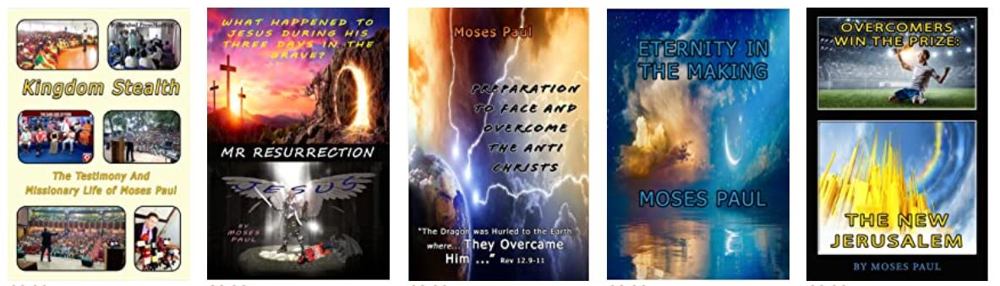 Kingdom Stealth
The Testimony And
Missionary Life of Moses Paul
WHAT HAPPENED TO
JESUS DURING HIS
THREE DAYS IN THE
GRAVE?
MR RESURRECTION
JESUS
BY
MOSES
PAUL
Moses Paul
PREPARATION
TO FACE AND
OVERCOME
THE ANTI
CHRISTS
"The Dragon was Hurled to the Earth
where... They Overcame
Him ..." Rev 12.9-11
ETERNITY IN
THE MAKING
MOSES PAUL
OVERCOMERS
WIN THE PRIZE:
THE NEW
JERUSALEM
BY MOSES PAUL